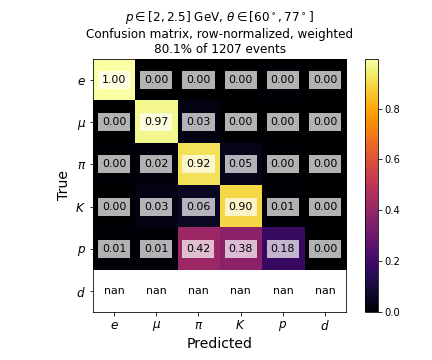 p ∈ [2, 2.5] GeV, θ ∈ [60°, 77°]
Confusion matrix, row-normalized, weighted
80.1% of 1207 events
e 1.00 0.00 0.00 0.00 0.00 0.00
μ 0.00 0.97 0.03 0.00 0.00 0.00
π 0.00 0.02 0.92 0.05 0.00 0.00
K 0.00 0.03 0.06 0.90 0.01 0.00
p 0.01 0.01 0.42 0.38 0.18 0.00
d nan nan nan nan nan nan
e μ π K p d
True
Predicted
0.8
0.6
0.4
0.2
0.0